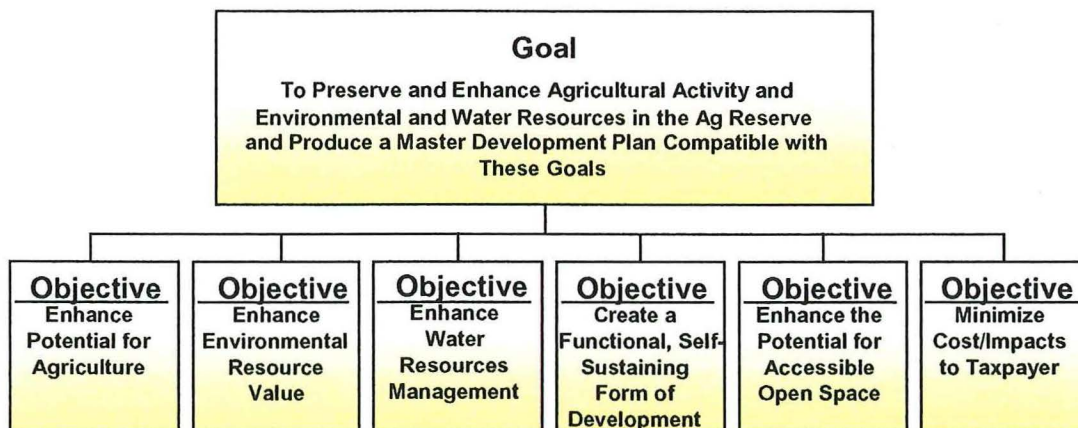 Goal
To Preserve and Enhance Agricultural Activity and
Environmental and Water Resources in the Ag Reserve
and Produce a Master Development Plan Compatible with
These Goals
Objective
Enhance
Potential for
Agriculture
Objective
Enhance
Environmental
Resource
Value
Objective
Enhance
Water
Resources
Management
Objective
Create a
Functional, Self-
Sustaining
Form of
Development
Objective
Enhance the
Potential for
Accessible
Open Space
Objective
Minimize
Cost/Impacts
to Taxpayer